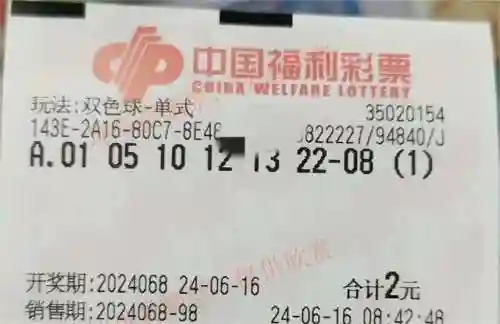 中国福利彩票
CHINA WELFARE LOTTERY
玩法:双色球-单式
35020154
143E-2A16-80C7-8E46 822227/94840/J
A.01 05 10 12 13 22-08 (1)
开奖期:2024068 24-06-16 合计2元
销售期:2024068-98 24-06-16 08:42:48